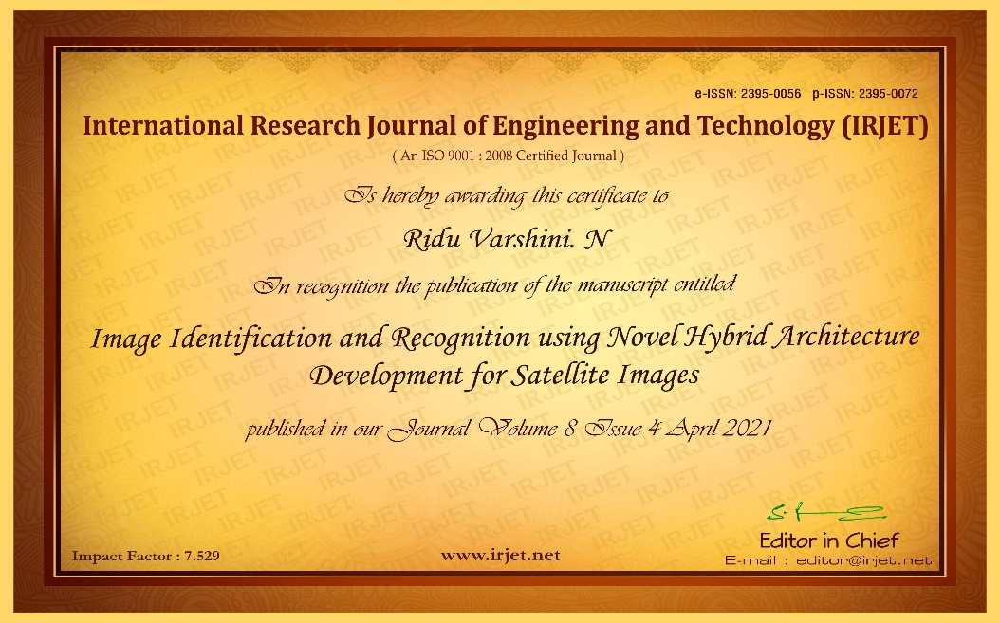 e-ISSN: 2395-0056 p-ISSN: 2395-0072
International Research Journal of Engineering and Technology (IRJET)
( An ISO 9001 : 2008 Certified Journal )
Is hereby awarding this certificate to
Ridu Varshini. N
In recognition the publication of the manuscript entitled
Image Identification and Recognition using Novel Hybrid Architecture
Development for Satellite Images
published in our Journal Volume 8 Issue 4 April 2021
Impact Factor : 7.529
www.irjet.net
Editor in Chief
E-mail : editor@irjet.net